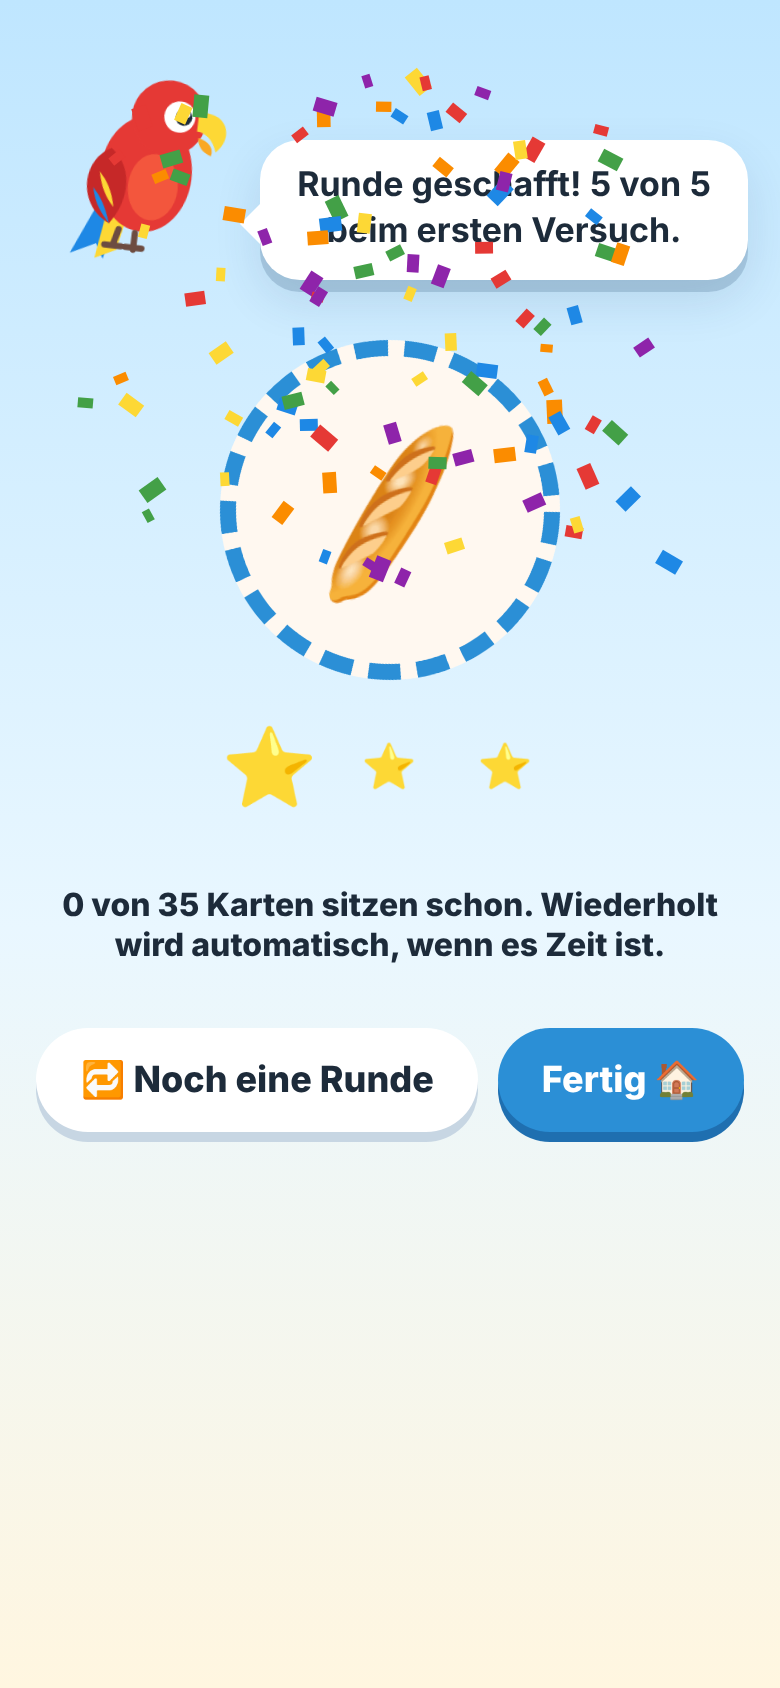 Runde geschafft! 5 von 5
beim ersten Versuch.
0 von 35 Karten sitzen schon. Wiederholt
wird automatisch, wenn es Zeit ist.
Noch eine Runde
Fertig